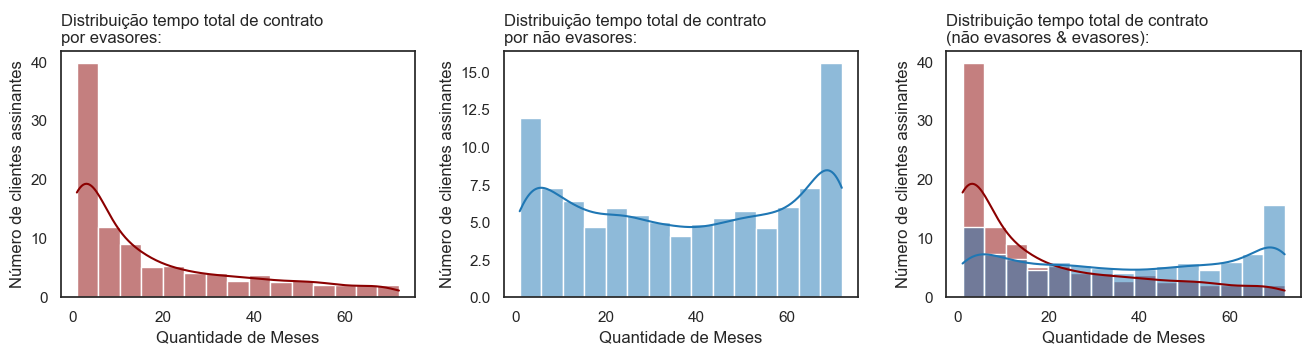 Distribuição tempo total de contrato
por evasores:
Número de clientes assinantes
40
30
20
10
0
0
20
40
60
Quantidade de Meses
Distribuição tempo total de contrato
por não evasores:
Número de clientes assinantes
15.0
12.5
10.0
7.5
5.0
2.5
0.0
0
20
40
60
Quantidade de Meses
Distribuição tempo total de contrato
(não evasores & evasores):
Número de clientes assinantes
40
30
20
10
0
0
20
40
60
Quantidade de Meses